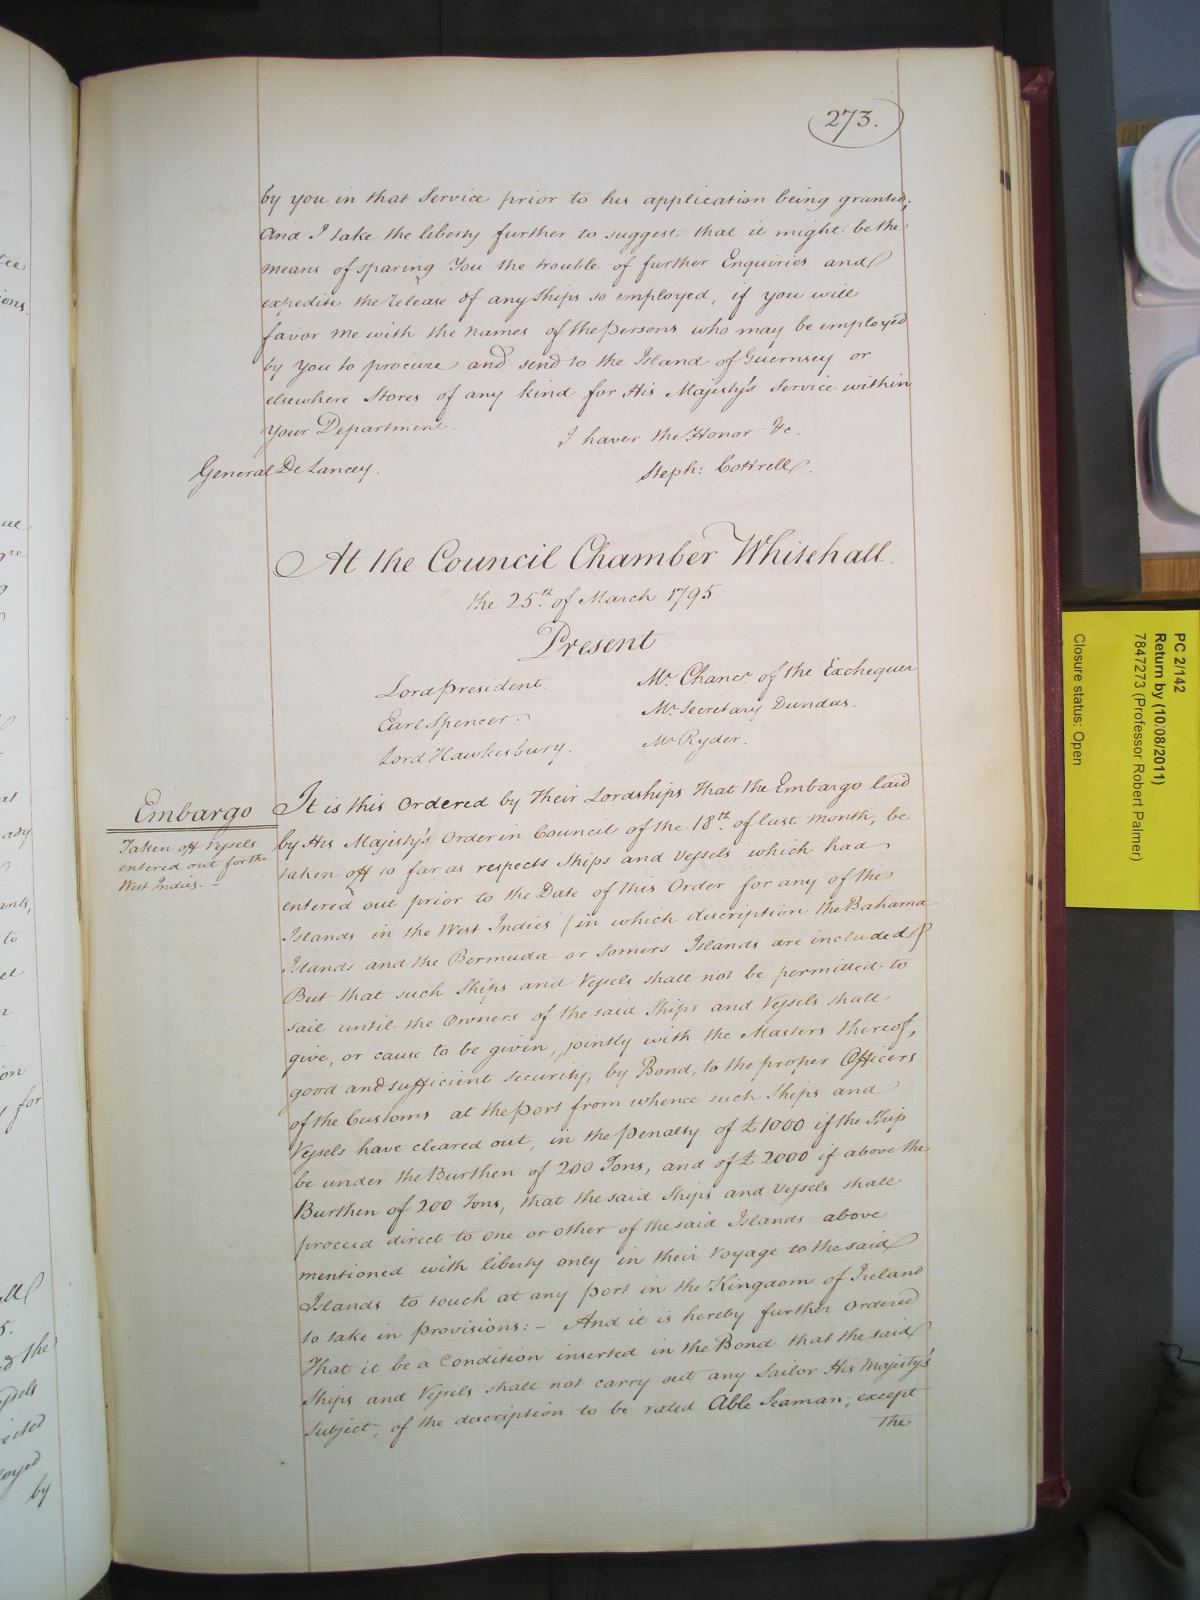 273.
by you in that Service prior to his application being granted;
And I take the liberty further to suggest that it might be the
means of sparing You the trouble of further Enquiries and
expedite the release of any Ships so employed, if you will
favor me with the names of the persons who may be employed
by you to procure and send to the Island of Guernsey or
elsewhere Stores of any kind for His Majesty's Service within
Your Department.
I have the Honor &c.
General De Lancey.
Steph: Cottrell.
At the Council Chamber Whitehall.
the 25th of March 1795
Present
Lord President
Mr. Chancr of the Exchequer
Earl Spencer.
Mr. Secretary Dundas.
Lord Hawkesbury.
Mr Ryder.
Embargo
Taken off Vessels
entered out for the
West Indies.
It is this Ordered by Their Lordships That the Embargo laid
by His Majesty's Order in Council of the 18th of last month, be
taken off so far as respects Ships and Vessels which had
entered out prior to the Date of this Order for any of the
Islands in the West Indies (in which description the Bahama
Islands and the Bermuda or Somers Islands are included)
But that such Ships and Vessels shall not be permitted to
sail until the Owners of the said Ships and Vessels shall
give, or cause to be given, jointly with the Masters thereof,
good and sufficient Security, by Bond, to the proper Officers
of the Customs at the Port from whence such Ships and
Vessels have cleared out, in the Penalty of £1000 if the Ship
be under the Burthen of 200 Tons, and of £2000 if above the
Burthen of 200 Tons, that the said Ships and Vessels shall
proceed direct to one or other of the said Islands above
mentioned with liberty only in their Voyage to the said
Islands to touch at any port in the Kingdom of Ireland
to take in Provisions: - And it is hereby further Ordered
That it be a Condition inserted in the Bond that the said
Ships and Vessels shall not carry out any Sailor His Majesty's
Subject, of the description to be rated Able Seaman, except
The
PC 2/142
Return by (10/08/2011)
7847273 (Professor Robert Palmer)
Closure status: Open